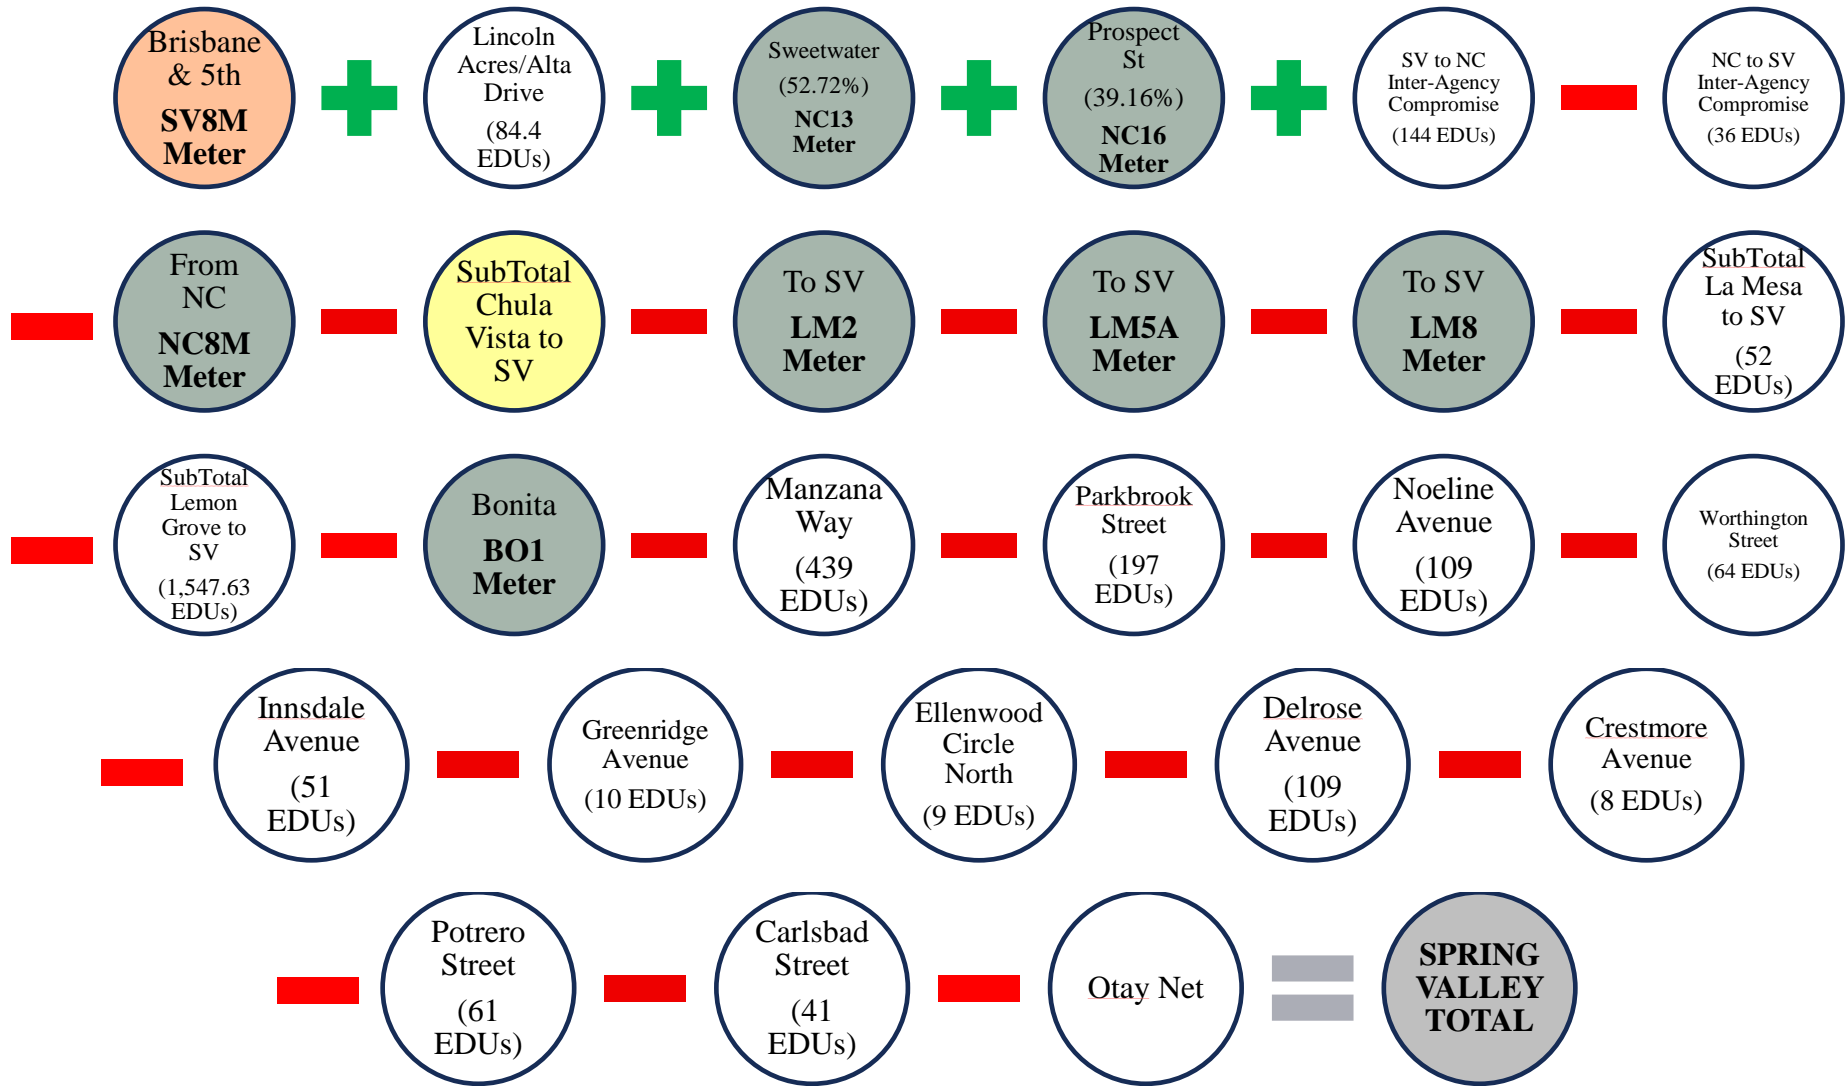 Brisbane
& 5th
SV8M
Meter
Lincoln
Acres/Alta
Drive
(84.4
EDUs)
Sweetwater
(52.72%)
NC13
Meter
Prospect
St
(39.16%)
NC16
Meter
SV to NC
Inter-Agency
Compromise
(144 EDUs)
NC to SV
Inter-Agency
Compromise
(36 EDUs)
From
NC
NC8M
Meter
SubTotal
Chula
Vista to
SV
To SV
LM2
Meter
To SV
LM5A
Meter
To SV
LM8
Meter
SubTotal
La Mesa
to SV
(52
EDUs)
SubTotal
Lemon
Grove to
SV
(1,547.63
EDUs)
Bonita
BO1
Meter
Manzana
Way
(439
EDUs)
Parkbrook
Street
(197
EDUs)
Noeline
Avenue
(109
EDUs)
Worthington
Street
(64 EDUs)
Innsdale
Avenue
(51
EDUs)
Greenridge
Avenue
(10 EDUs)
Ellenwood
Circle
North
(9 EDUs)
Delrose
Avenue
(109
EDUs)
Crestmore
Avenue
(8 EDUs)
Potrero
Street
(61
EDUs)
Carlsbad
Street
(41
EDUs)
Otay Net
SPRING
VALLEY
TOTAL